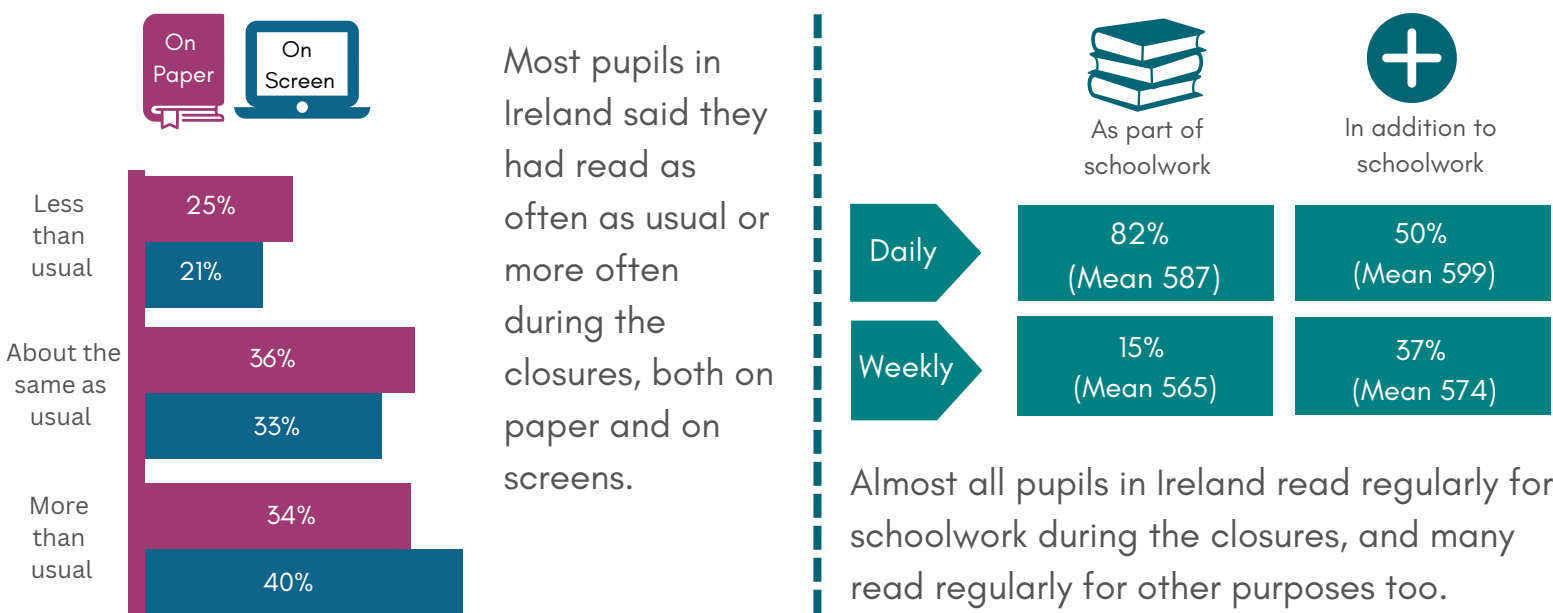 On
Paper
On
Screen
Less
than
usual
25%
21%
About the
same as
usual
36%
33%
More
than
usual
34%
40%
Most pupils in
Ireland said they
had read as
often as usual or
more often
during the
closures, both on
paper and on
screens.
As part of
schoolwork
In addition to
schoolwork
Daily
82%
(Mean 587)
50%
(Mean 599)
Weekly
15%
(Mean 565)
37%
(Mean 574)
Almost all pupils in Ireland read regularly for
schoolwork during the closures, and many
read regularly for other purposes too.